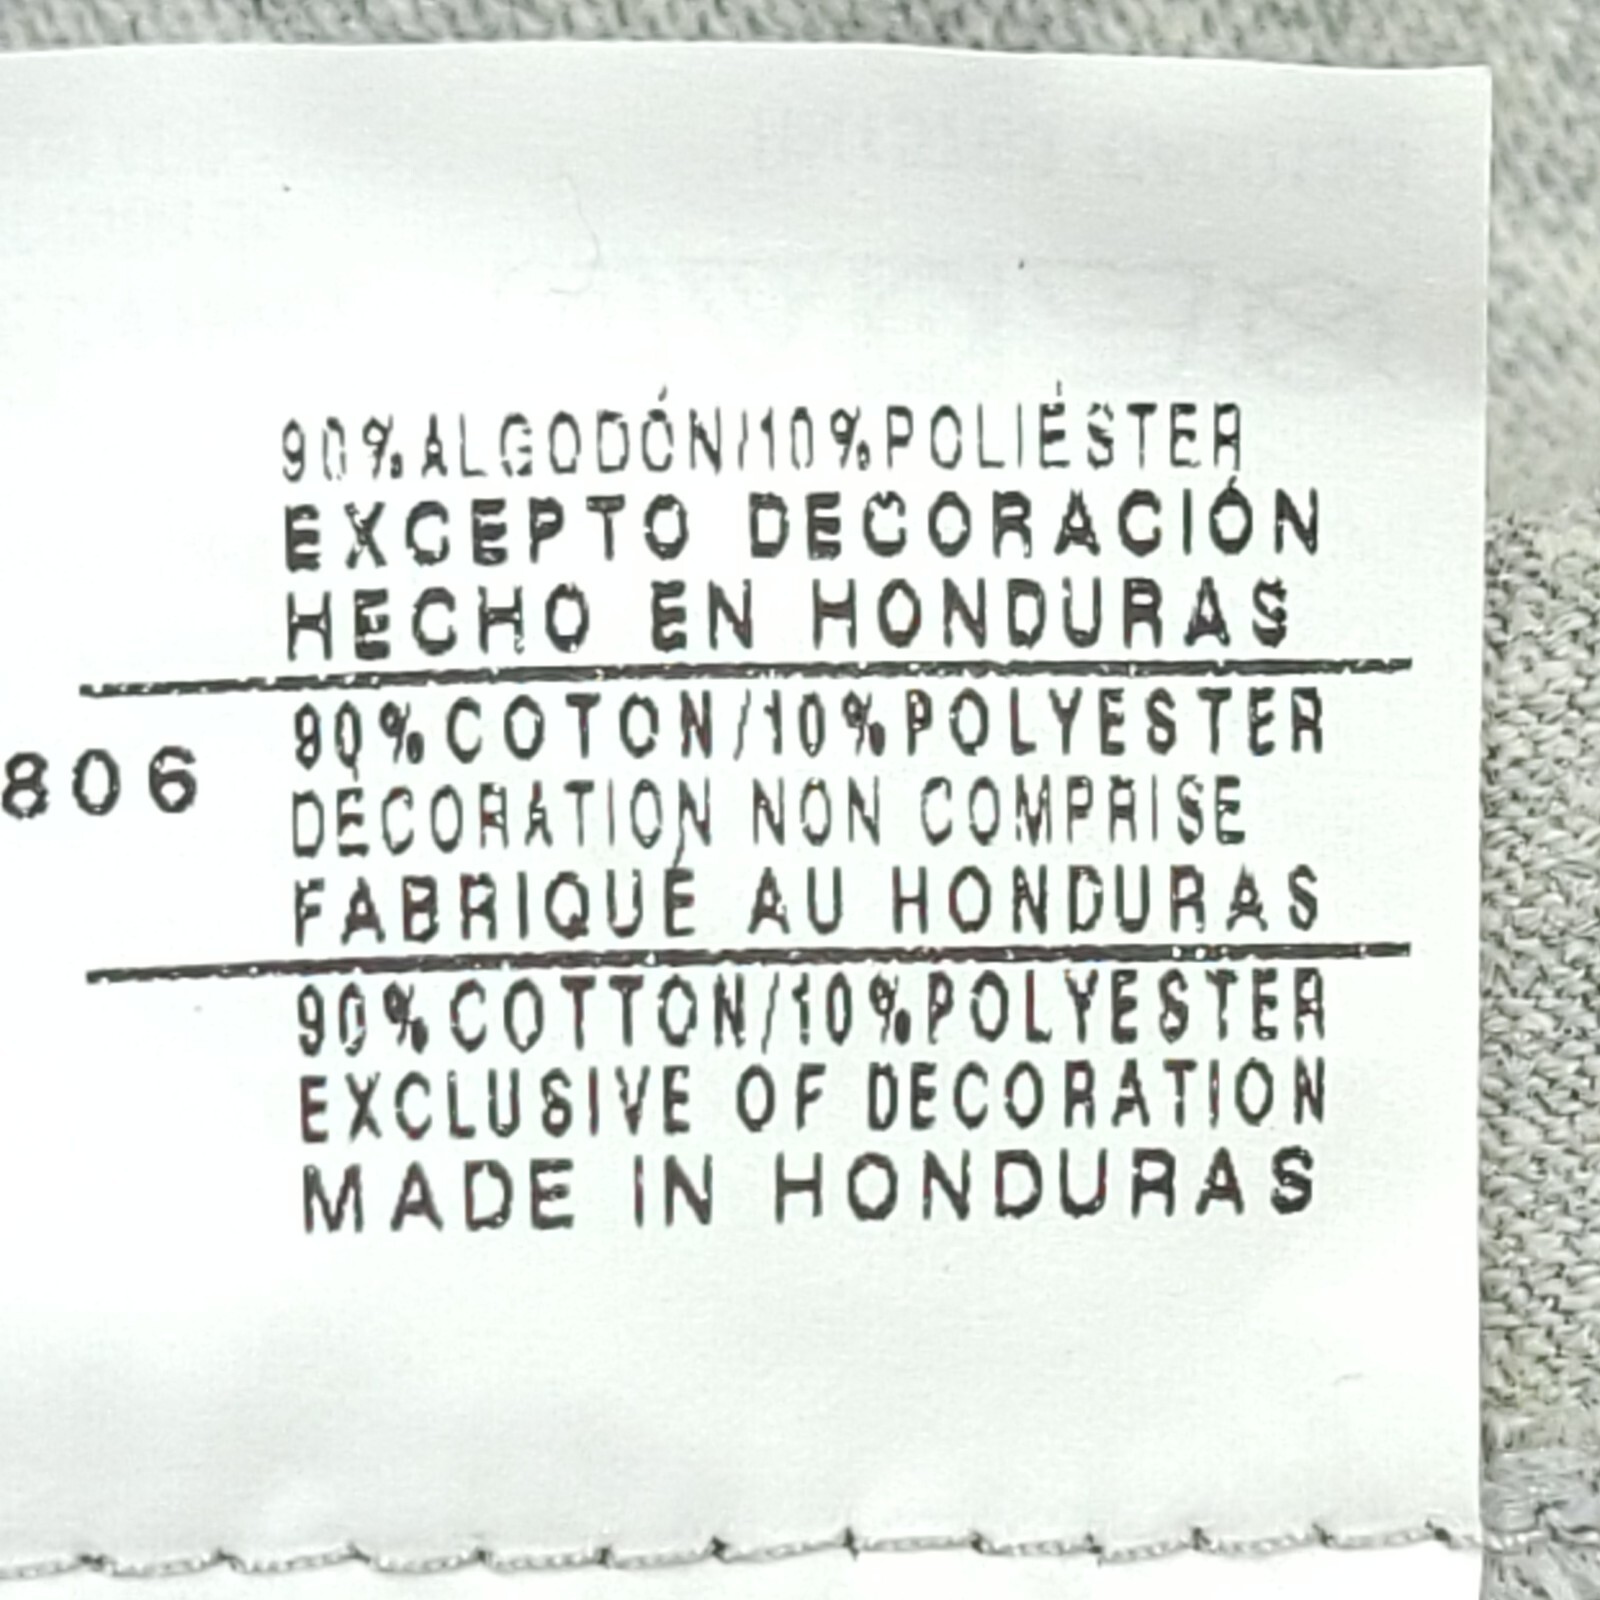 90%ALGODÓN/10%POLIÉSTER
EXCEPTO DECORACIÓN
HECHO EN HONDURAS
806
90%COTON/10%POLYESTER
DÉCORATION NON COMPRISE
FABRIQUÉ AU HONDURAS
90%COTTON/10%POLYESTER
EXCLUSIVE OF DECORATION
MADE IN HONDURAS